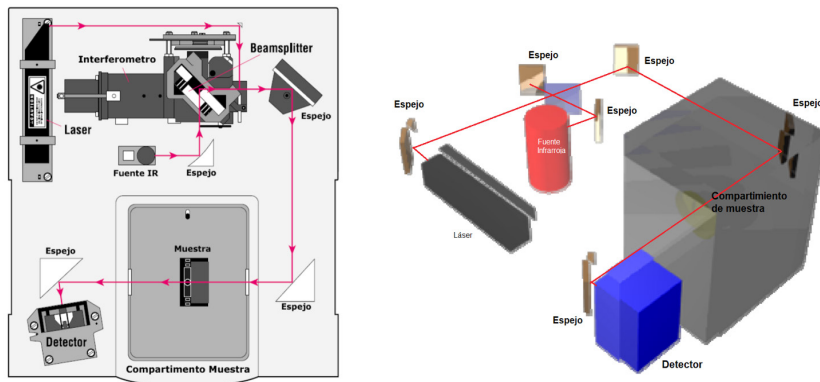 Interferometro
Beamsplitter
Laser
Espejo
Fuente IR
Espejo
Muestra
Espejo
Espejo
Detector
Compartimento Muestra
Espejo
Espejo
Espejo
Espejo
Espejo
Fuente
Infrarroja
Láser
Compartimiento
de muestra
Espejo
Detector